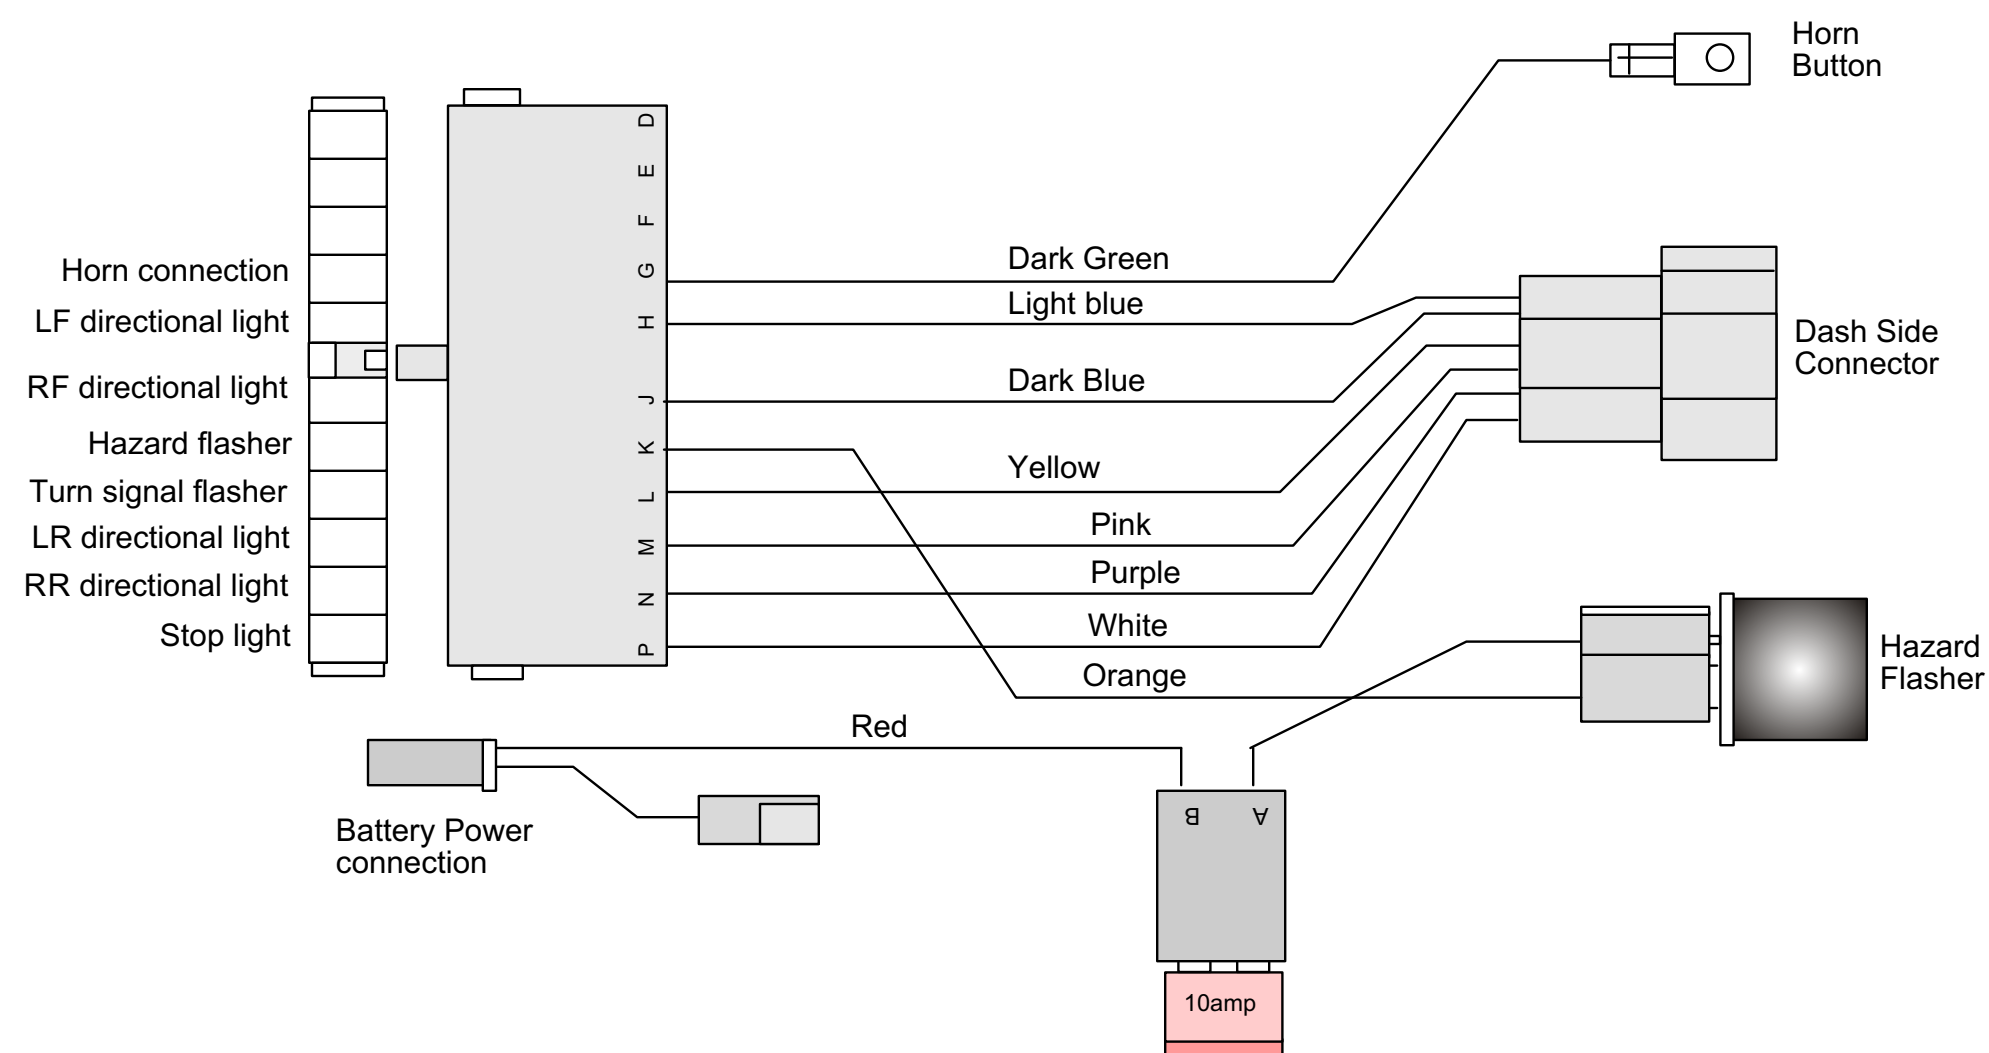 Horn
Button
D
E
F
G
H
J
K
L
M
N
P
Horn connection
LF directional light
RF directional light
Hazard flasher
Turn signal flasher
LR directional light
RR directional light
Stop light
Dark Green
Light blue
Dark Blue
Yellow
Pink
Purple
White
Orange
Red
Dash Side
Connector
Hazard
Flasher
Battery Power
connection
B A
10amp